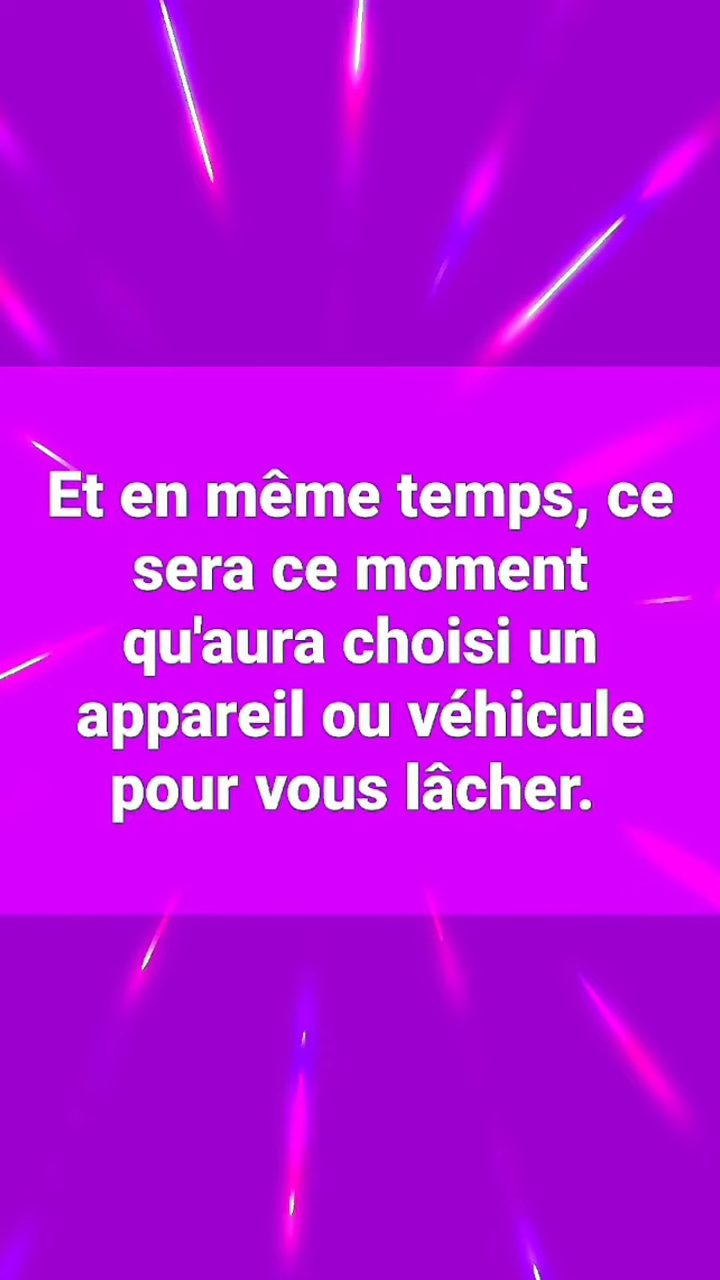 Et en même temps, ce
sera ce moment
qu'aura choisi un
appareil ou véhicule
pour vous lâcher.